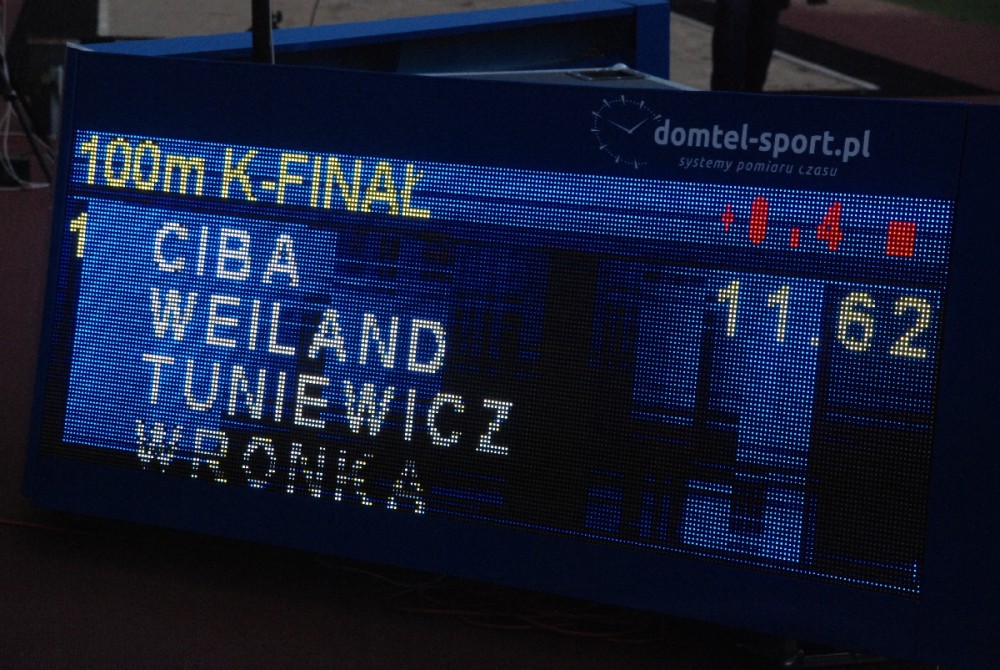 domtel-sport.pl
systemy pomiaru czasu
100m K-FINAŁ +0.4
1 CIBA 11.62
WEILAND
TUNIEWICZ
WRONKA